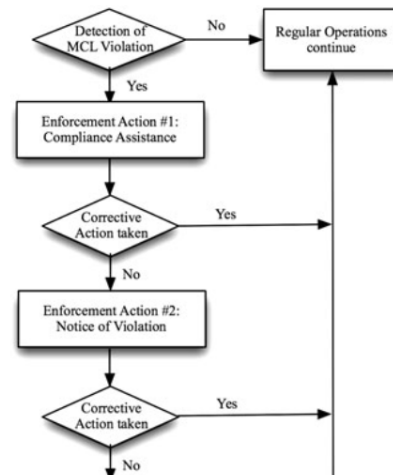 Detection of
MCL Violation
No
Regular Operations
continue
Yes
Enforcement Action #1:
Compliance Assistance
Corrective
Action taken
Yes
No
Enforcement Action #2:
Notice of Violation
Corrective
Action taken
Yes
No